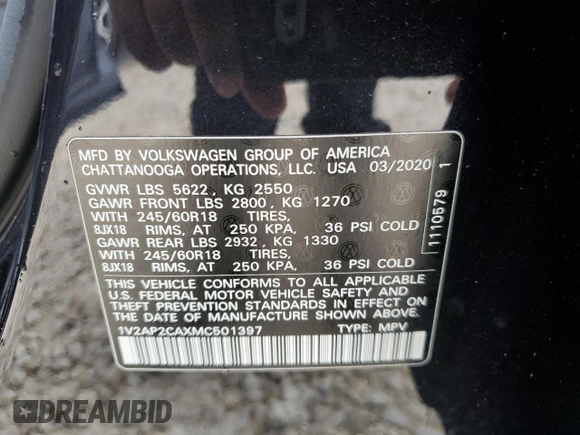 MFD BY VOLKSWAGEN GROUP OF AMERICA
CHATTANOOGA OPERATIONS, LLC. USA 03/2020 1
GVWR LBS 5622 , KG 2550
GAWR FRONT LBS 2800 , KG 1270
WITH 245/60R18 TIRES,
8JX18 RIMS, AT 250 KPA, 36 PSI COLD
GAWR REAR LBS 2932 , KG 1330
WITH 245/60R18 TIRES,
8JX18 RIMS, AT 250 KPA, 36 PSI COLD
THIS VEHICLE CONFORMS TO ALL APPLICABLE
U.S. FEDERAL MOTOR VEHICLE SAFETY AND
THEFT PREVENTION STANDARDS IN EFFECT ON
THE DATE OF MANUFACTURE SHOWN ABOVE.
1V2AP2CAXMC501397 TYPE: MPV
1110579
DREAMBID